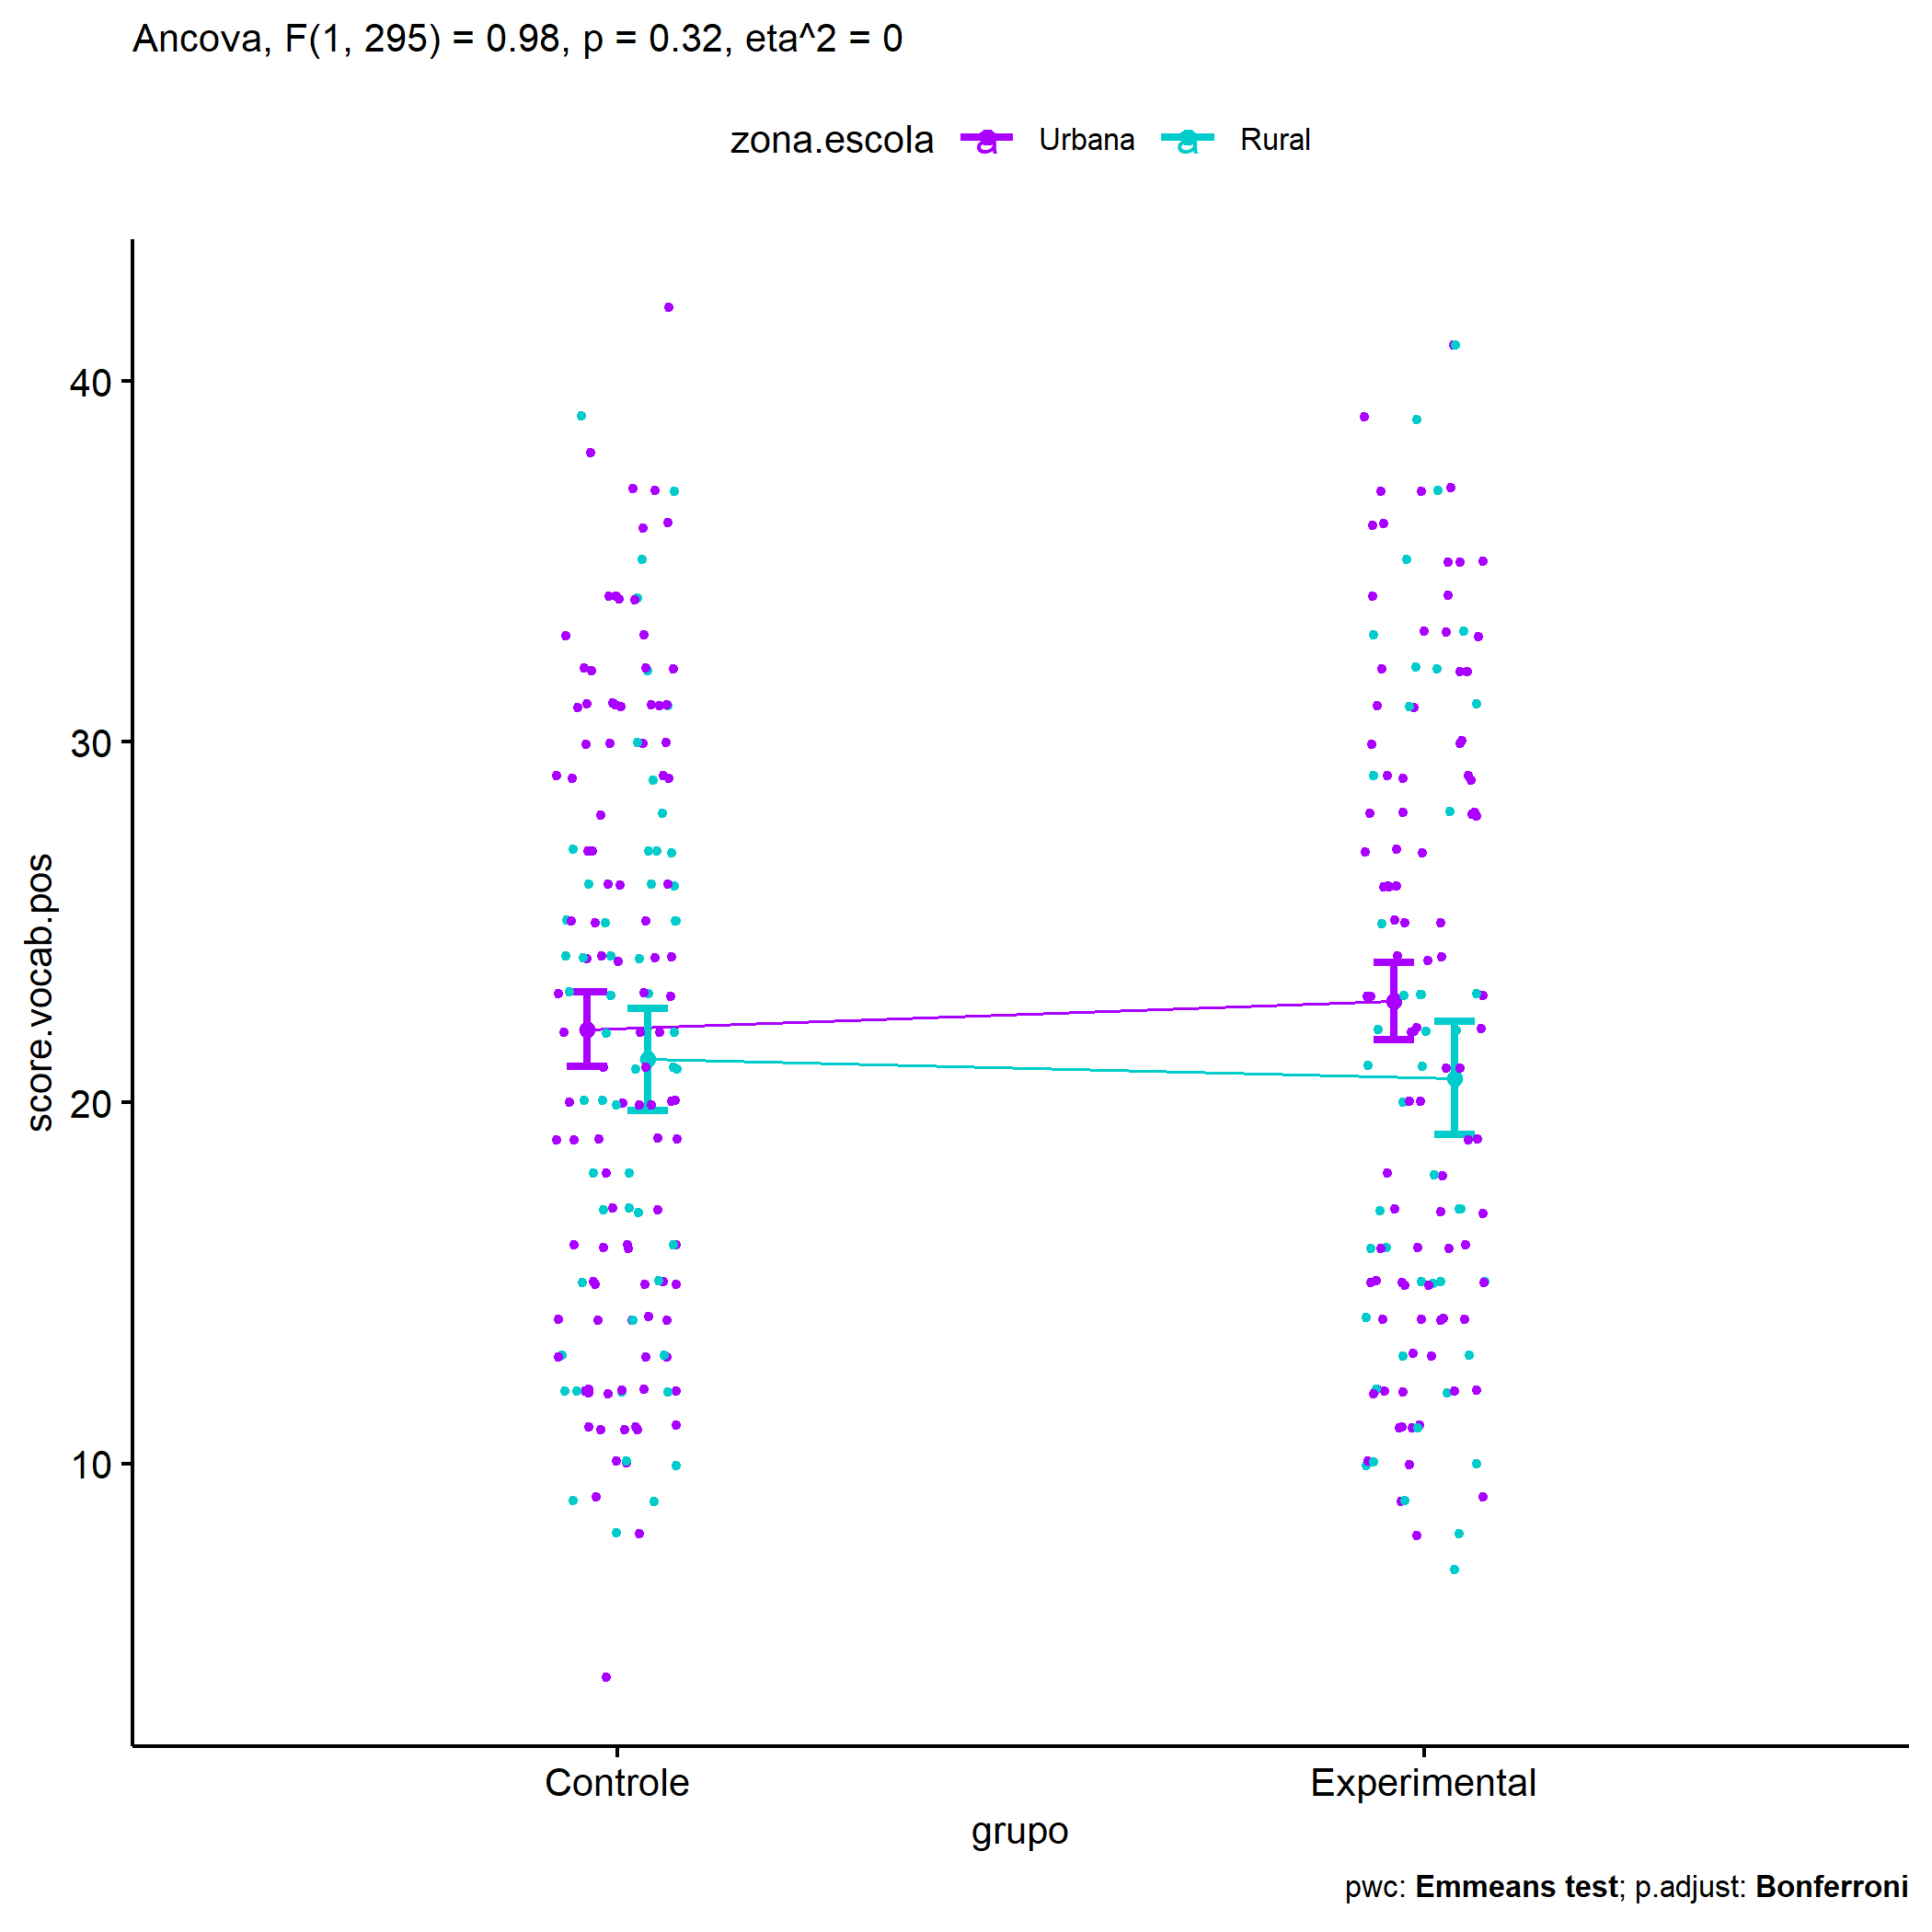 Ancova, F(1, 295) = 0.98, p = 0.32, eta^2 = 0
zona.escola a Urbana a Rural
40
30
20
10
score.vocab.pos
Controle Experimental
grupo
pwc: Emmeans test; p.adjust: Bonferroni